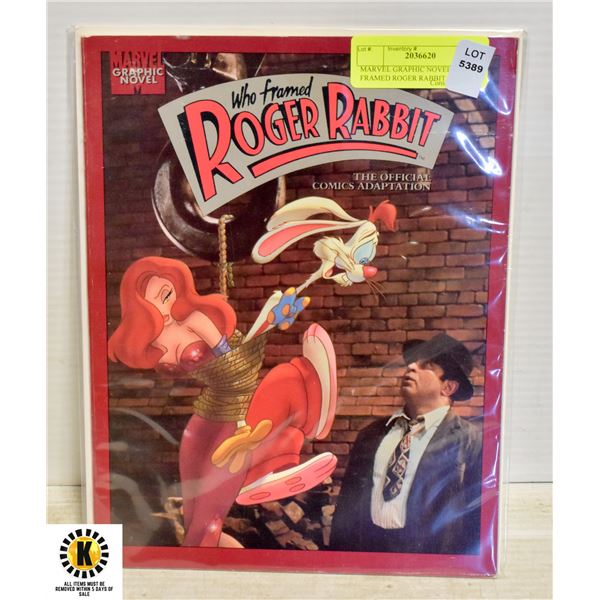 MARVEL
GRAPHIC
NOVEL
M
Lot #: Inventory #:
2036620
MARVEL GRAPHIC NOVEL
FRAMED ROGER RABBIT
LOT
5389
Who Framed
ROGER RABBIT
TM
THE OFFICIAL
COMICS ADAPTATION
K
ALL ITEMS MUST BE
REMOVED WITHIN 5 DAYS OF
SALE